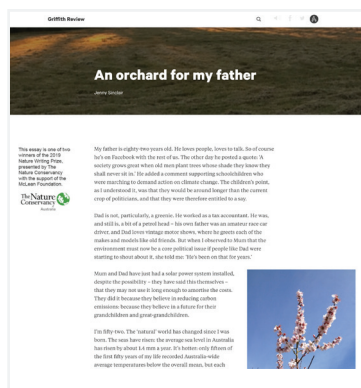 Griffith Review
An orchard for my father
Jenny Sinclair
This essay is one of two
winners of the 2019
Nature Writing Prize,
presented by The
Nature Conservancy
with the support of the
McLean Foundation.
The Nature
Conservancy
Australia
My father is eighty-two years old. He loves people, loves to talk. So of course
he's on Facebook with the rest of us. The other day he posted a quote: 'A
society grows great when old men plant trees whose shade they know they
shall never sit in.' He added a comment supporting schoolchildren who
were marching to demand action on climate change. The children's point,
as I understood it, was that they would be around longer than the current
crop of politicians, and that they were therefore entitled to a say.
Dad is not, particularly, a greenie. He worked as a tax accountant. He was,
and still is, a bit of a petrol head – his own father was an amateur race car
driver, and Dad loves vintage motor shows, where he greets each of the
makes and models like old friends. But when I observed to Mum that the
environment must now be a core political issue if people like Dad were
starting to shout about it, she told me: 'He's been on that for years.'
Mum and Dad have just had a solar power system installed,
despite the possibility – they have said this themselves –
that they may not use it long enough to amortise the costs.
They did it because they believe in reducing carbon
emissions: because they believe in a future for their
grandchildren and great-grandchildren.
I'm fifty-two. The 'natural' world has changed since I was
born. The seas have risen: the average sea level in Australia
has risen by about 1.4 mm a year. It's hotter: only fifteen of
the first fifty years of my life recorded Australia-wide
average temperatures below the overall mean, but each